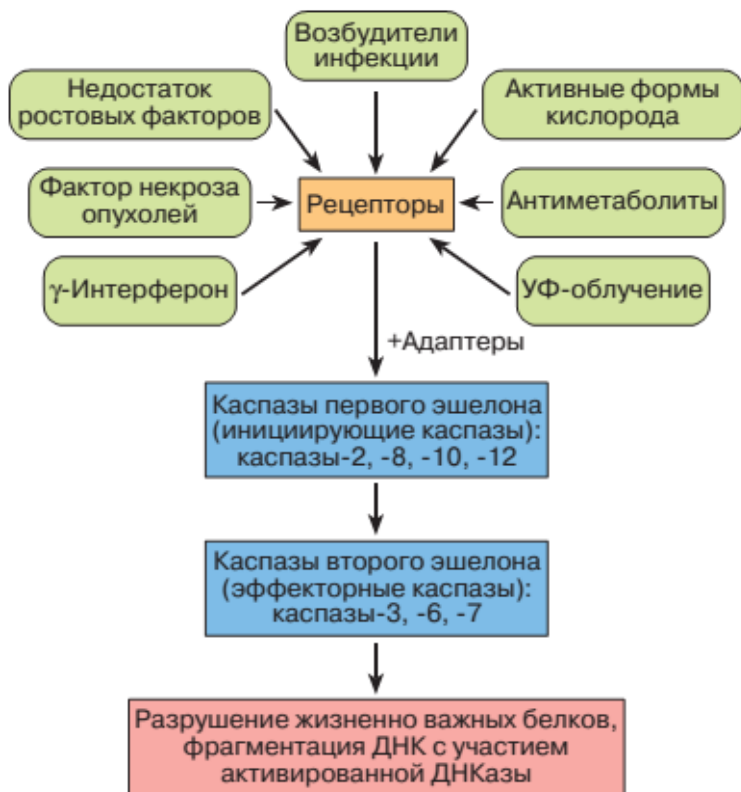 Возбудители
инфекции
Недостаток
ростовых факторов
Активные формы
кислорода
Фактор некроза
опухолей
Рецепторы
Антиметаболиты
γ-Интерферон
УФ-облучение
+Адаптеры
Каспазы первого эшелона
(инициирующие каспазы):
каспазы-2, -8, -10, -12
Каспазы второго эшелона
(эффекторные каспазы):
каспазы-3, -6, -7
Разрушение жизненно важных белков,
фрагментация ДНК с участием
активированной ДНКазы